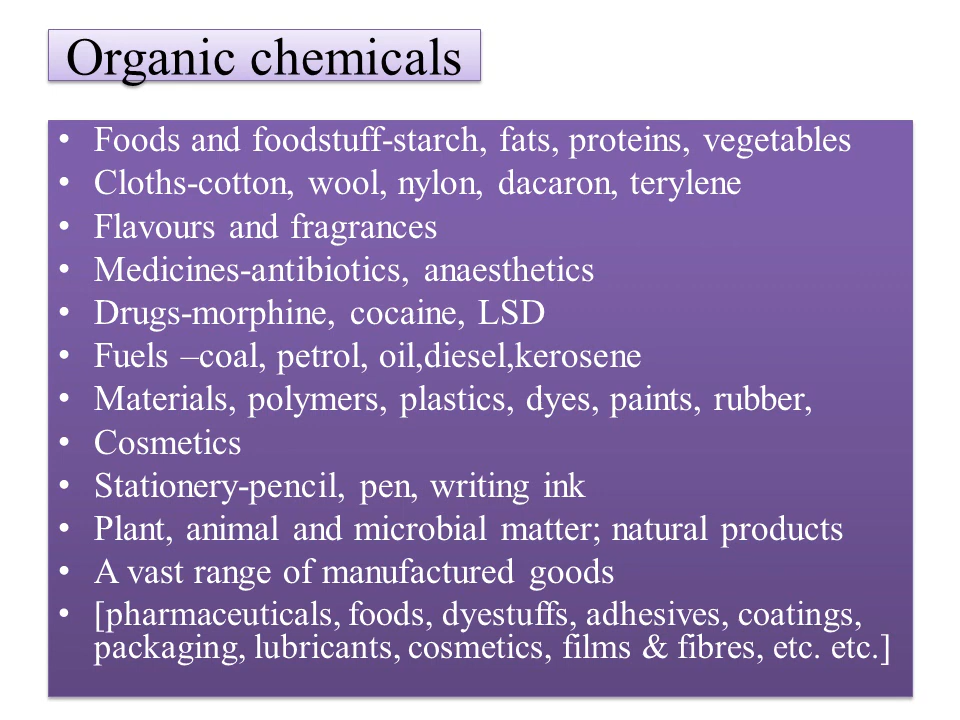 Organic chemicals
• Foods and foodstuff-starch, fats, proteins, vegetables
• Cloths-cotton, wool, nylon, dacaron, terylene
• Flavours and fragrances
• Medicines-antibiotics, anaesthetics
• Drugs-morphine, cocaine, LSD
• Fuels –coal, petrol, oil,diesel,kerosene
• Materials, polymers, plastics, dyes, paints, rubber,
• Cosmetics
• Stationery-pencil, pen, writing ink
• Plant, animal and microbial matter; natural products
• A vast range of manufactured goods
• [pharmaceuticals, foods, dyestuffs, adhesives, coatings,
packaging, lubricants, cosmetics, films & fibres, etc. etc.]